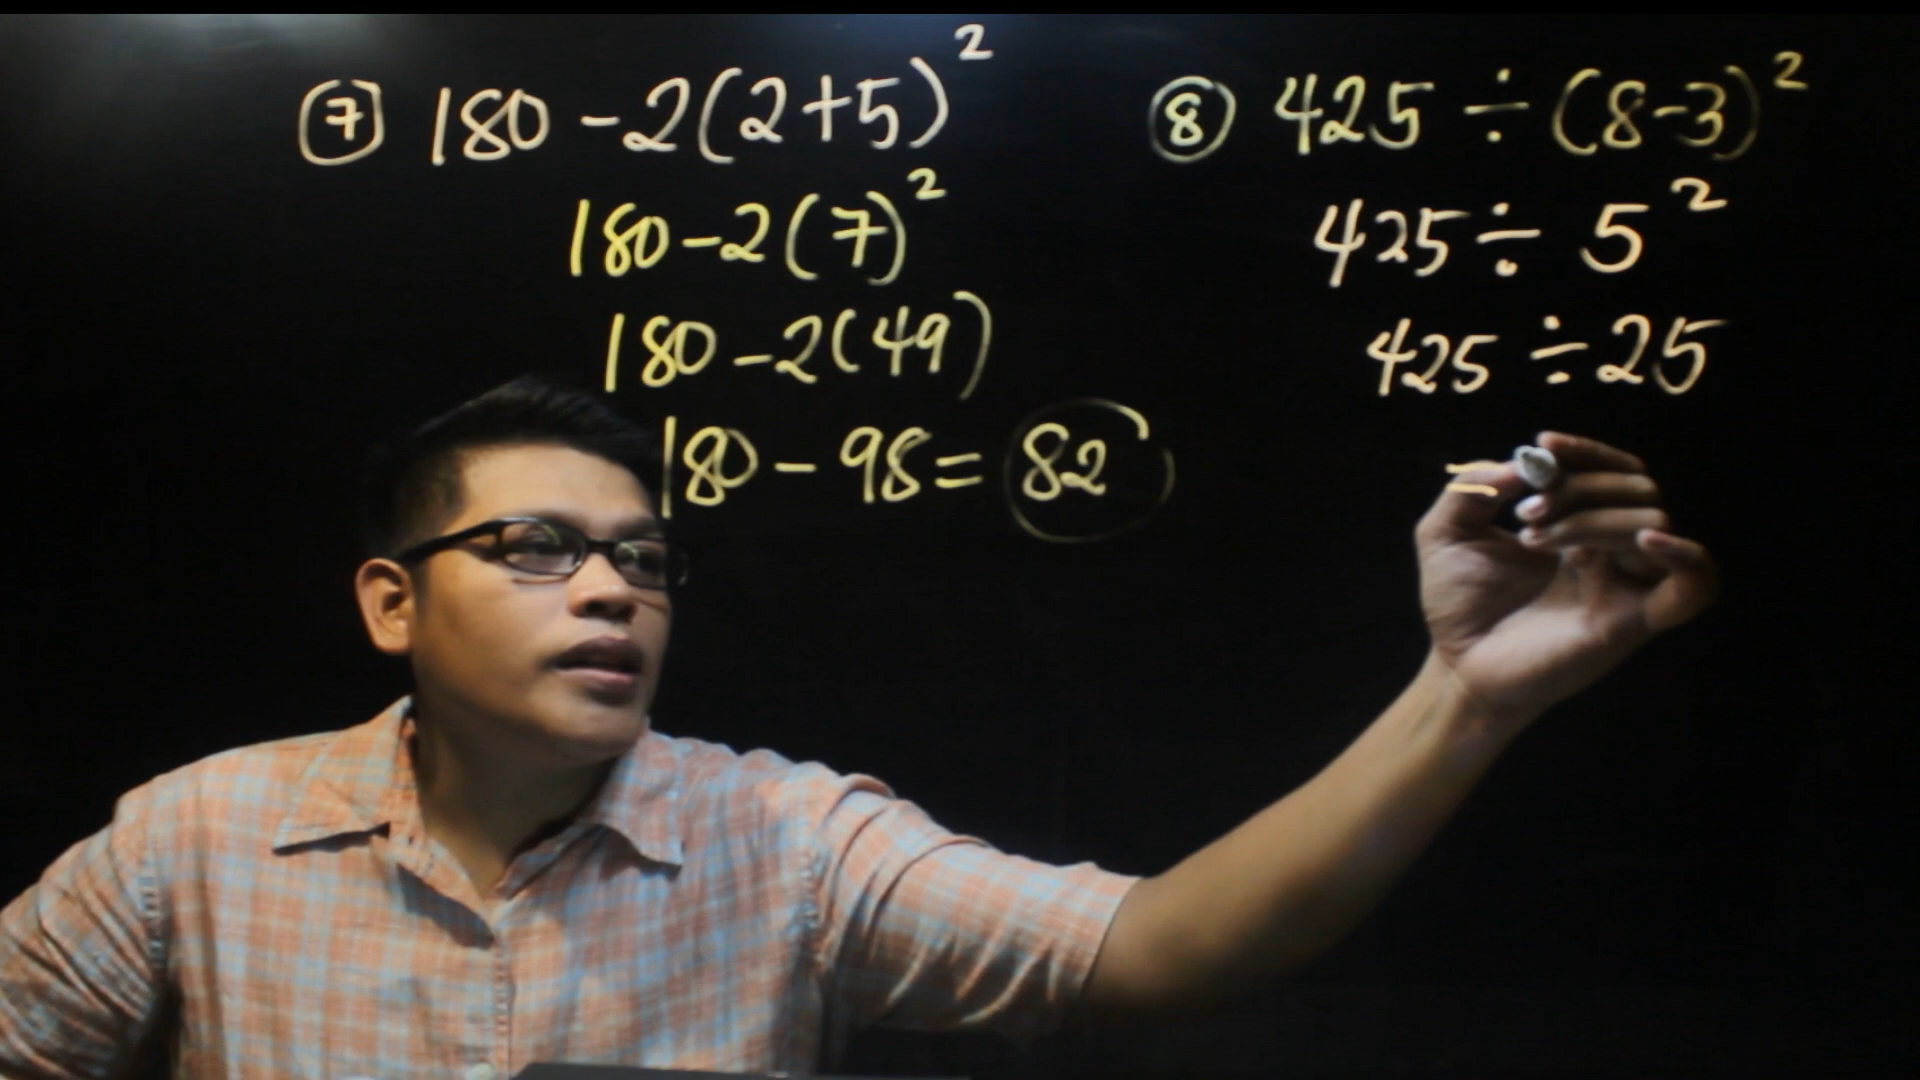 ⑦ 180 - 2(2+5)²
180 - 2(7)²
180 - 2(49)
180 - 98 = 82
⑧ 425 ÷ (8-3)²
425 ÷ 5²
425 ÷ 25
=